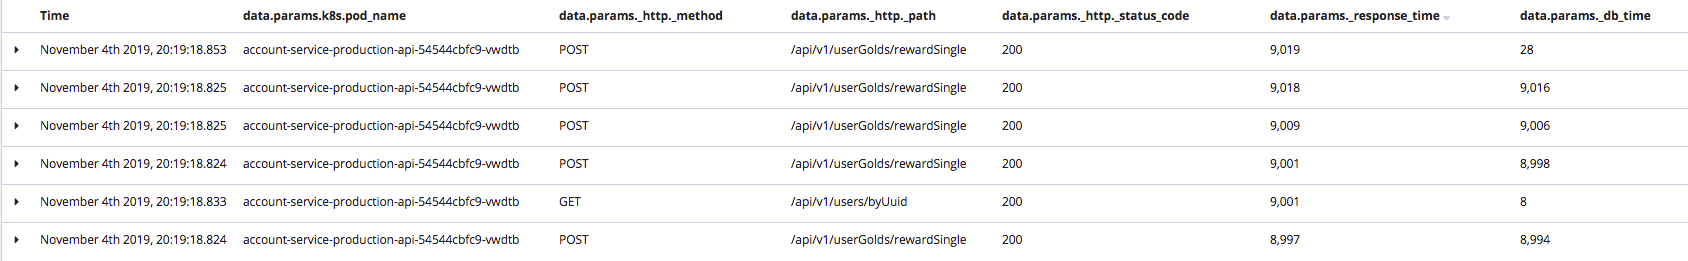 Time data.params.k8s.pod_name data.params._http._method data.params._http._path data.params._http._status_code data.params._response_time data.params._db_time
November 4th 2019, 20:19:18.853 account-service-production-api-54544cbfc9-vwdtb POST /api/v1/userGolds/rewardSingle 200 9,019 28
November 4th 2019, 20:19:18.825 account-service-production-api-54544cbfc9-vwdtb POST /api/v1/userGolds/rewardSingle 200 9,018 9,016
November 4th 2019, 20:19:18.825 account-service-production-api-54544cbfc9-vwdtb POST /api/v1/userGolds/rewardSingle 200 9,009 9,006
November 4th 2019, 20:19:18.824 account-service-production-api-54544cbfc9-vwdtb POST /api/v1/userGolds/rewardSingle 200 9,001 8,998
November 4th 2019, 20:19:18.833 account-service-production-api-54544cbfc9-vwdtb GET /api/v1/users/byUuid 200 9,001 8
November 4th 2019, 20:19:18.824 account-service-production-api-54544cbfc9-vwdtb POST /api/v1/userGolds/rewardSingle 200 8,997 8,994